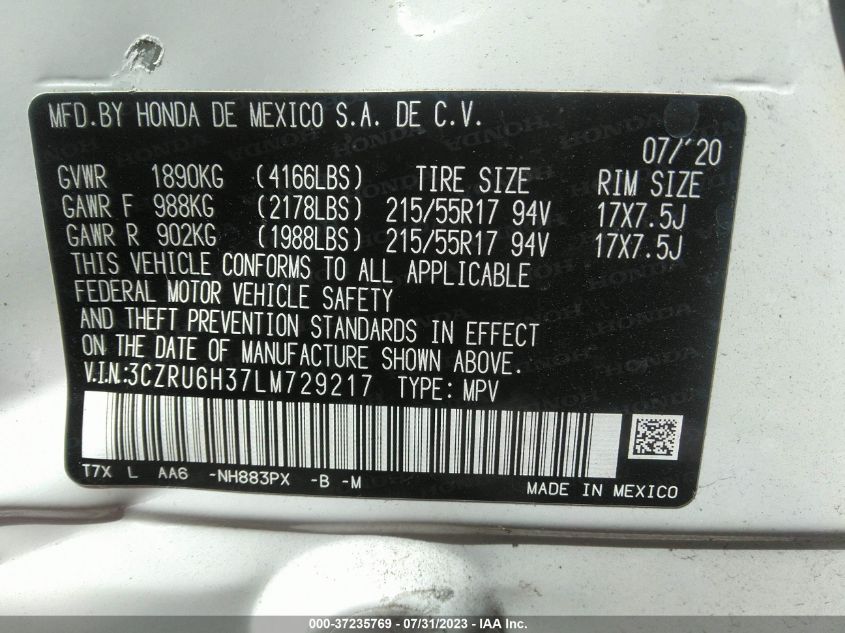 MFD.BY HONDA DE MEXICO S.A. DE C.V.
07/'20
GVWR 1890KG (4166LBS) TIRE SIZE RIM SIZE
GAWR F 988KG (2178LBS) 215/55R17 94V 17X7.5J
GAWR R 902KG (1988LBS) 215/55R17 94V 17X7.5J
THIS VEHICLE CONFORMS TO ALL APPLICABLE
FEDERAL MOTOR VEHICLE SAFETY
AND THEFT PREVENTION STANDARDS IN EFFECT
ON THE DATE OF MANUFACTURE SHOWN ABOVE.
V.I.N.:3CZRU6H37LM729217 TYPE: MPV
T7X L AA6 -NH883PX -B -M
MADE IN MEXICO
000-37235769 - 07/31/2023 - IAA Inc.